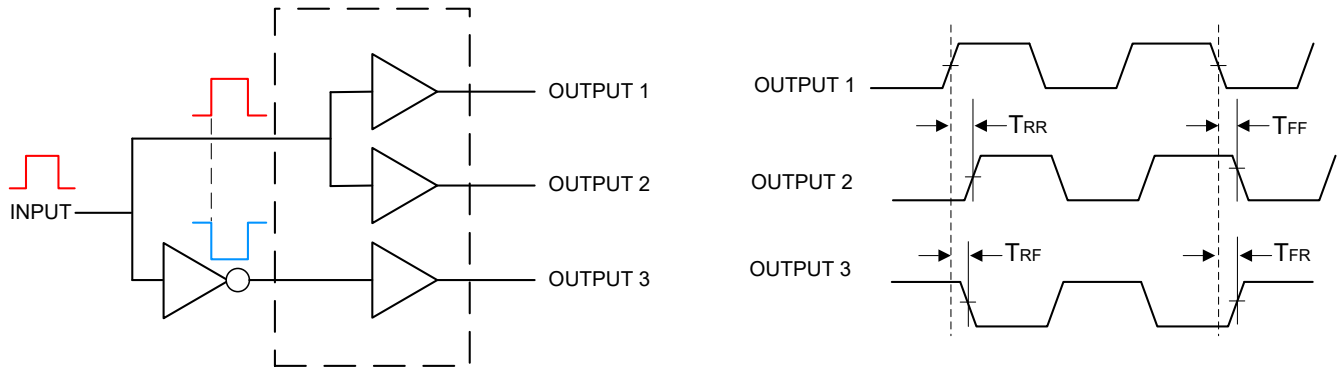 INPUT
OUTPUT 1
OUTPUT 2
OUTPUT 3
OUTPUT 1
TRR
TFF
OUTPUT 2
OUTPUT 3
TRF
TFR